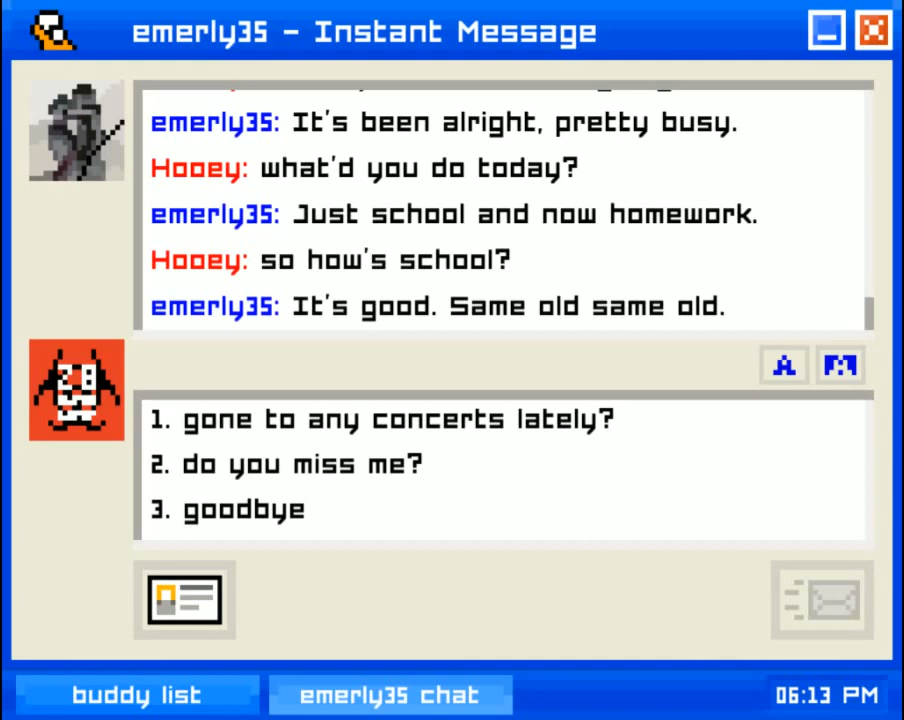 emerly35 - Instant Message
emerly35: It's been alright, pretty busy.
Hooey: what'd you do today?
emerly35: Just school and now homework.
Hooey: so how's school?
emerly35: It's good. Same old same old.
A
1. gone to any concerts lately?
2. do you miss me?
3. goodbye
buddy list
emerly35 chat
06:13 PM